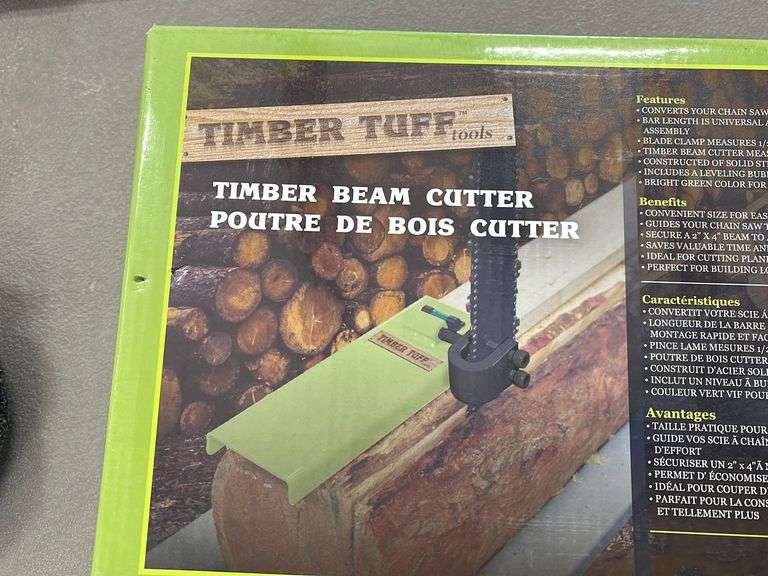 TIMBER TUFF™
tools
TIMBER BEAM CUTTER
POUTRE DE BOIS CUTTER
TIMBER TUFF
Features
• CONVERTS YOUR CHAIN SAW
• BAR LENGTH IS UNIVERSAL
ASSEMBLY
• BLADE CLAMP MEASURES 1/
• TIMBER BEAM CUTTER
• CONSTRUCTED OF SOLID
• INCLUDES A LEVELING
• BRIGHT GREEN COLOR FOR
Benefits
• CONVENIENT SIZE FOR
• GUIDES YOUR CHAIN SAW
• SECURE A 2" X 4" BEAM TO
• SAVES VALUABLE TIME
• IDEAL FOR CUTTING
• PERFECT FOR BUILDING
Caractéristiques
• CONVERTIT VOTRE SCIE À
• LONGUEUR DE LA BARRE
MONTAGE RAPIDE ET
• PINCE LAME MESURES 1/
• POUTRE DE BOIS CUTTER
• CONSTRUIT D'ACIER
• INCLUT UN NIVEAU À
• COULEUR VERT VIF POUR
Avantages
• TAILLE PRATIQUE POUR
• GUIDE VOS SCIE À
D'EFFORT
• SÉCURISER UN 2" x 4"
• PERMET D' ÉCONOMISE
• IDÉAL POUR COUPER
• PARFAIT POUR LA
ET TELLEMENT PLUS